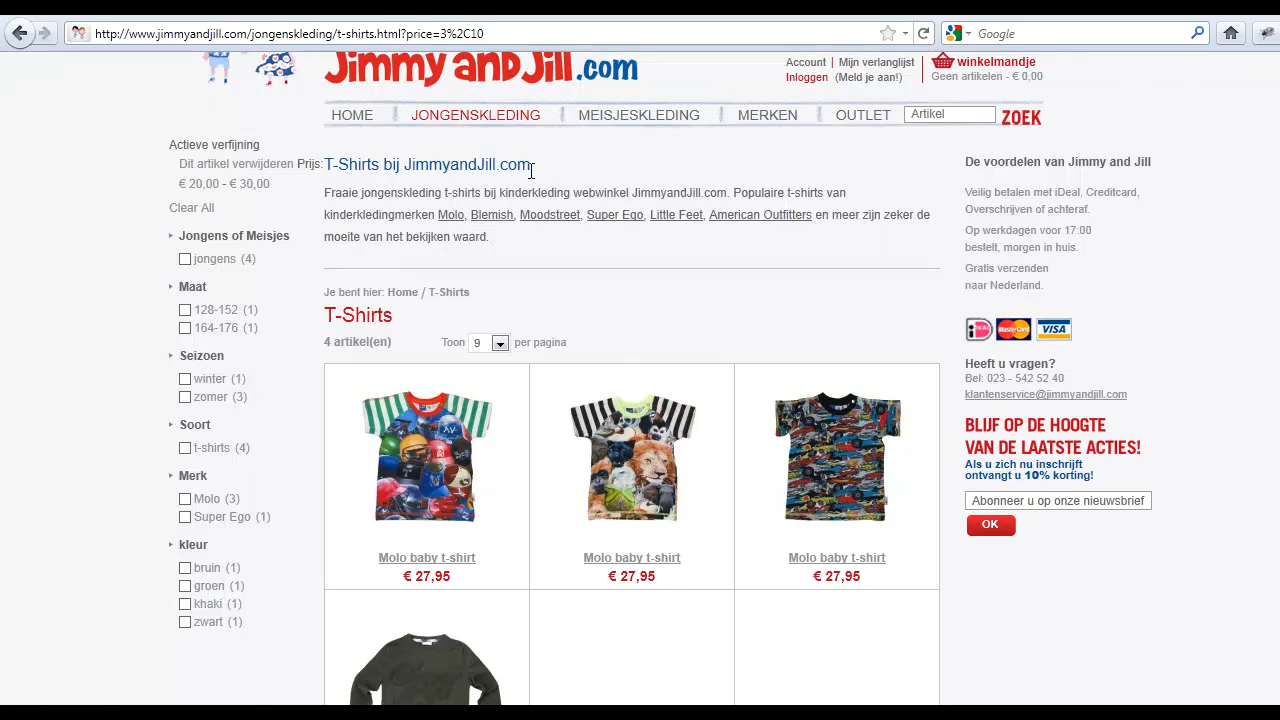 http://www.jimmyandjill.com/jongenskleding/t-shirts.html?price=3%2C10
Google
Jimmy and Jill.com
Account | Mijn verlanglijst
Inloggen (Meld je aan!)
winkelmandje
Geen artikelen - € 0,00
HOME
JONGENSKLEDING
MEISJESKLEDING
MERKEN
OUTLET
Artikel
ZOEK
Actieve verfijning
Dit artikel verwijderen Prijs:
€ 20,00 - € 30,00
Clear All
Jongens of Meisjes
jongens (4)
Maat
128-152 (1)
164-176 (1)
Seizoen
winter (1)
zomer (3)
Soort
t-shirts (4)
Merk
Molo (3)
Super Ego (1)
kleur
bruin (1)
groen (1)
khaki (1)
zwart (1)
T-Shirts bij JimmyandJill.com
Fraaie jongenskleding t-shirts bij kinderkleding webwinkel JimmyandJill.com. Populaire t-shirts van
kinderkledingmerken Molo, Blemish, Moodstreet, Super Ego, Little Feet, American Outfitters en meer zijn zeker de
moeite van het bekijken waard.
Je bent hier: Home / T-Shirts
T-Shirts
4 artikel(en)
Toon 9 per pagina
Molo baby t-shirt
€ 27,95
Molo baby t-shirt
€ 27,95
Molo baby t-shirt
€ 27,95
De voordelen van Jimmy and Jill
Veilig betalen met iDeal, Creditcard,
Overschrijven of achteraf.
Op werkdagen voor 17:00
bestelt, morgen in huis.
Gratis verzenden
naar Nederland.
MasterCard
VISA
Heeft u vragen?
Bel: 023 - 542 52 40
klantenservice@jimmyandjill.com
BLIJF OP DE HOOGTE
VAN DE LAATSTE ACTIES!
Als u zich nu inschrijft
ontvangt u 10% korting!
Abonneer u op onze nieuwsbrief
OK